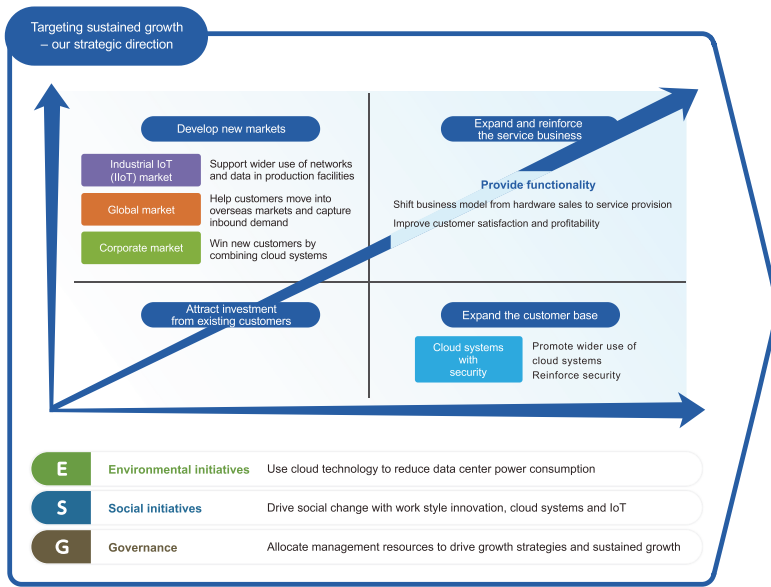 Targeting sustained growth
– our strategic direction
Develop new markets
Industrial IoT
(IIoT) market
Support wider use of networks
and data in production facilities
Global market
Help customers move into
overseas markets and capture
inbound demand
Corporate market
Win new customers by
combining cloud systems
Expand and reinforce
the service business
Provide functionality
Shift business model from hardware sales to service provision
Improve customer satisfaction and profitability
Attract investment
from existing customers
Expand the customer base
Cloud systems
with
security
Promote wider use of
cloud systems
Reinforce security
E
Environmental initiatives
Use cloud technology to reduce data center power consumption
S
Social initiatives
Drive social change with work style innovation, cloud systems and IoT
G
Governance
Allocate management resources to drive growth strategies and sustained growth